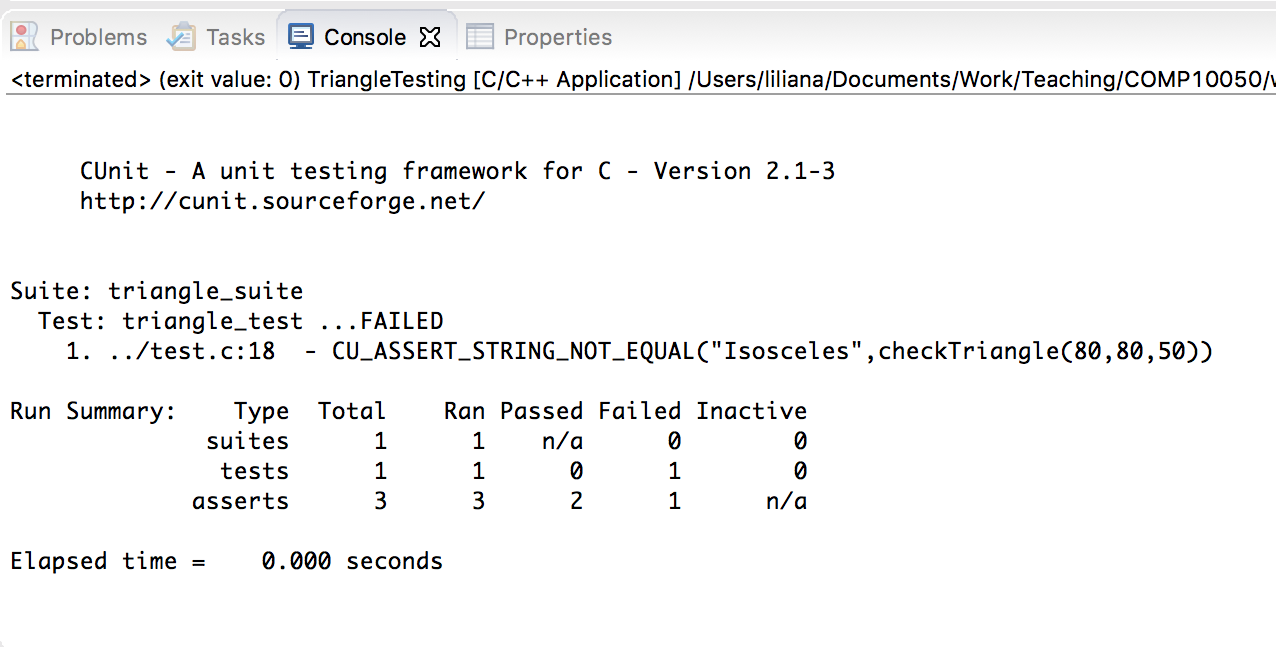 Problems Tasks Console Properties
<terminated> (exit value: 0) TriangleTesting [C/C++ Application] /Users/liliana/Documents/Work/Teaching/COMP10050/
CUnit - A unit testing framework for C - Version 2.1-3
http://cunit.sourceforge.net/
Suite: triangle_suite
Test: triangle_test ...FAILED
1. ../test.c:18 - CU_ASSERT_STRING_NOT_EQUAL("Isosceles",checkTriangle(80,80,50))
Run Summary: Type Total Ran Passed Failed Inactive
suites 1 1 n/a 0 0
tests 1 1 0 1 0
asserts 3 3 2 1 n/a
Elapsed time = 0.000 seconds